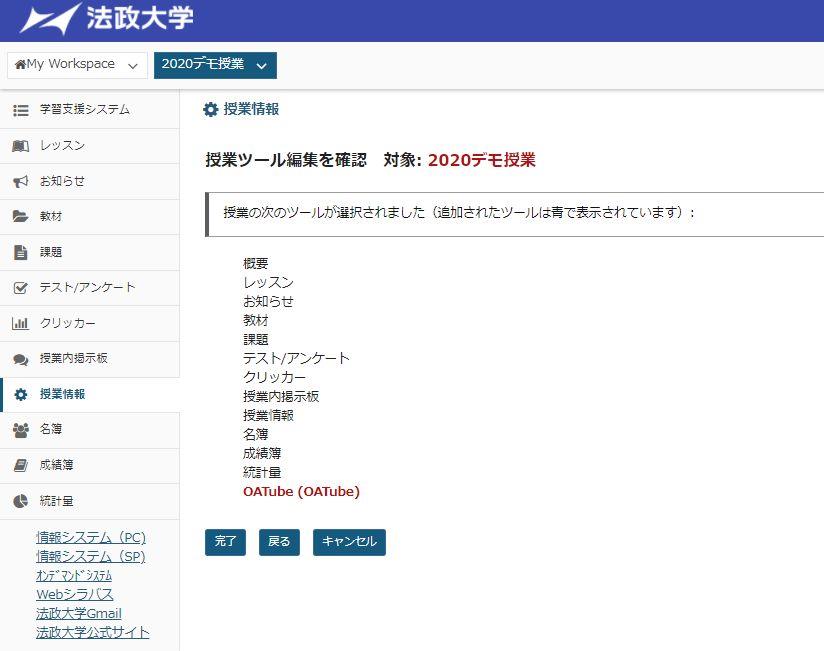 法政大学
My Workspace
2020デモ授業
学習支援システム
レッスン
お知らせ
教材
課題
テスト/アンケート
クリッカー
授業内掲示板
授業情報
名簿
成績簿
統計量
情報システム（PC)
情報システム（SP)
ｵﾝﾃﾞﾏﾝﾄﾞｼｽﾃﾑ
Webシラバス
法政大学Gmail
法政大学公式サイト
授業情報
授業ツール編集を確認　対象: 2020デモ授業
授業の次のツールが選択されました（追加されたツールは青で表示されています）:
概要
レッスン
お知らせ
教材
課題
テスト/アンケート
クリッカー
授業内掲示板
授業情報
名簿
成績簿
統計量
OATube (OATube)
完了
戻る
キャンセル